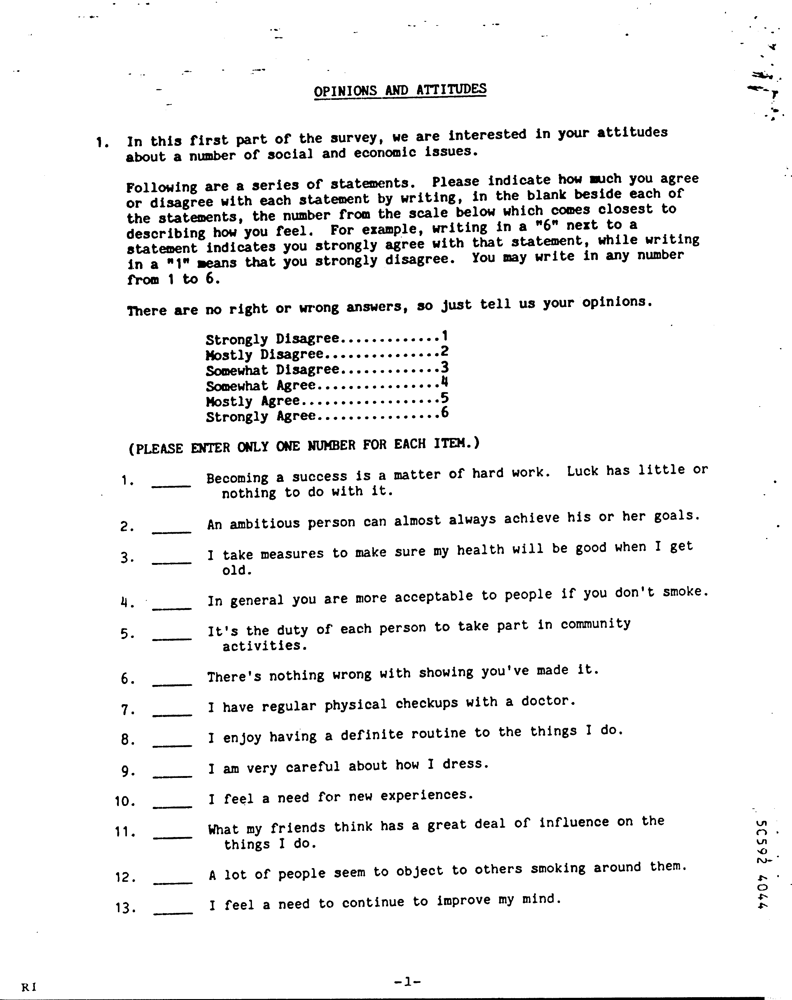 OPINIONS AND ATTITUDES
1. In this first part of the survey, we are interested in your attitudes
about a number of social and economic issues.
Following are a series of statements. Please indicate how much you agree
or disagree with each statement by writing, in the blank beside each of
the statements, the number from the scale below which comes closest to
describing how you feel. For example, writing in a "6" next to a
statement indicates you strongly agree with that statement, while writing
in a "1" means that you strongly disagree. You may write in any number
from 1 to 6.
There are no right or wrong answers, so just tell us your opinions.
Strongly Disagree.............1
Mostly Disagree...............2
Somewhat Disagree.............3
Somewhat Agree................4
Mostly Agree..................5
Strongly Agree................6
(PLEASE ENTER ONLY ONE NUMBER FOR EACH ITEM.)
1. _____ Becoming a success is a matter of hard work. Luck has little or
nothing to do with it.
2. _____ An ambitious person can almost always achieve his or her goals.
3. _____ I take measures to make sure my health will be good when I get
old.
4. _____ In general you are more acceptable to people if you don't smoke.
5. _____ It's the duty of each person to take part in community
activities.
6. _____ There's nothing wrong with showing you've made it.
7. _____ I have regular physical checkups with a doctor.
8. _____ I enjoy having a definite routine to the things I do.
9. _____ I am very careful about how I dress.
10. _____ I feel a need for new experiences.
11. _____ What my friends think has a great deal of influence on the
things I do.
12. _____ A lot of people seem to object to others smoking around them.
13. _____ I feel a need to continue to improve my mind.
50592 4044
-1-
RI